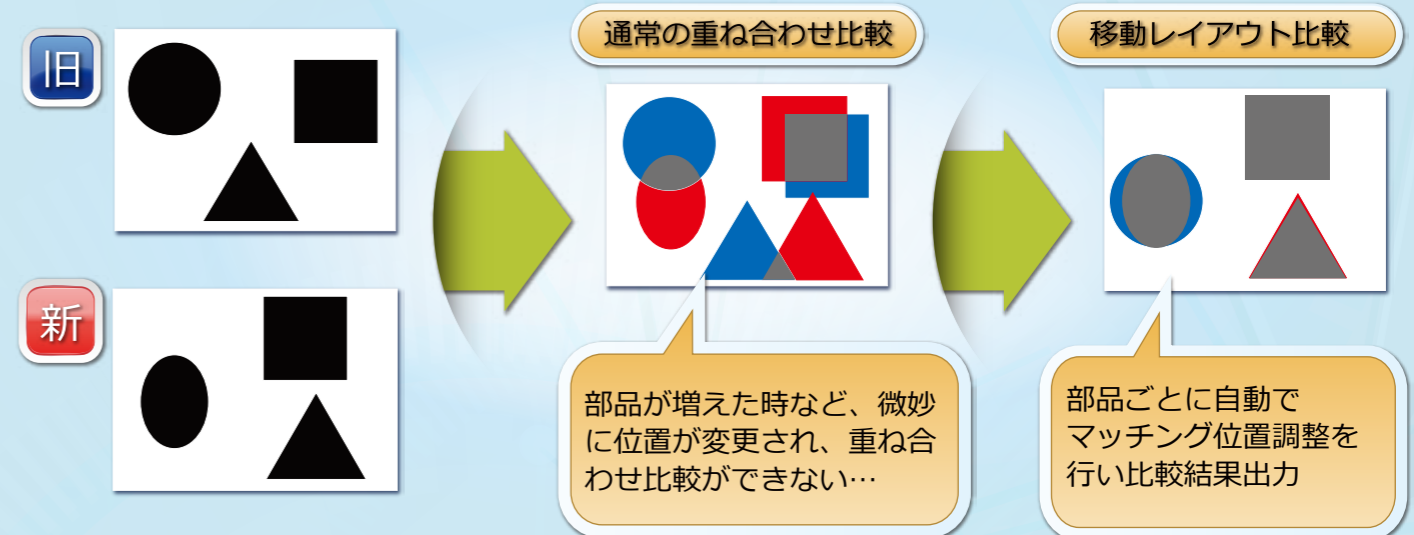 旧
新
通常の重ね合わせ比較
部品が増えた時など、微妙
に位置が変更され、重ね合
わせ比較ができない…
移動レイアウト比較
部品ごとに自動で
マッチング位置調整を
行い比較結果出力